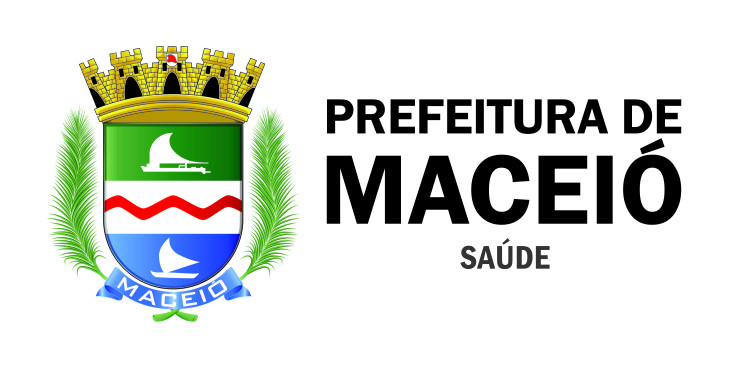 PREFEITURA DE
MACEIÓ
SAÚDE
MACEIÓ